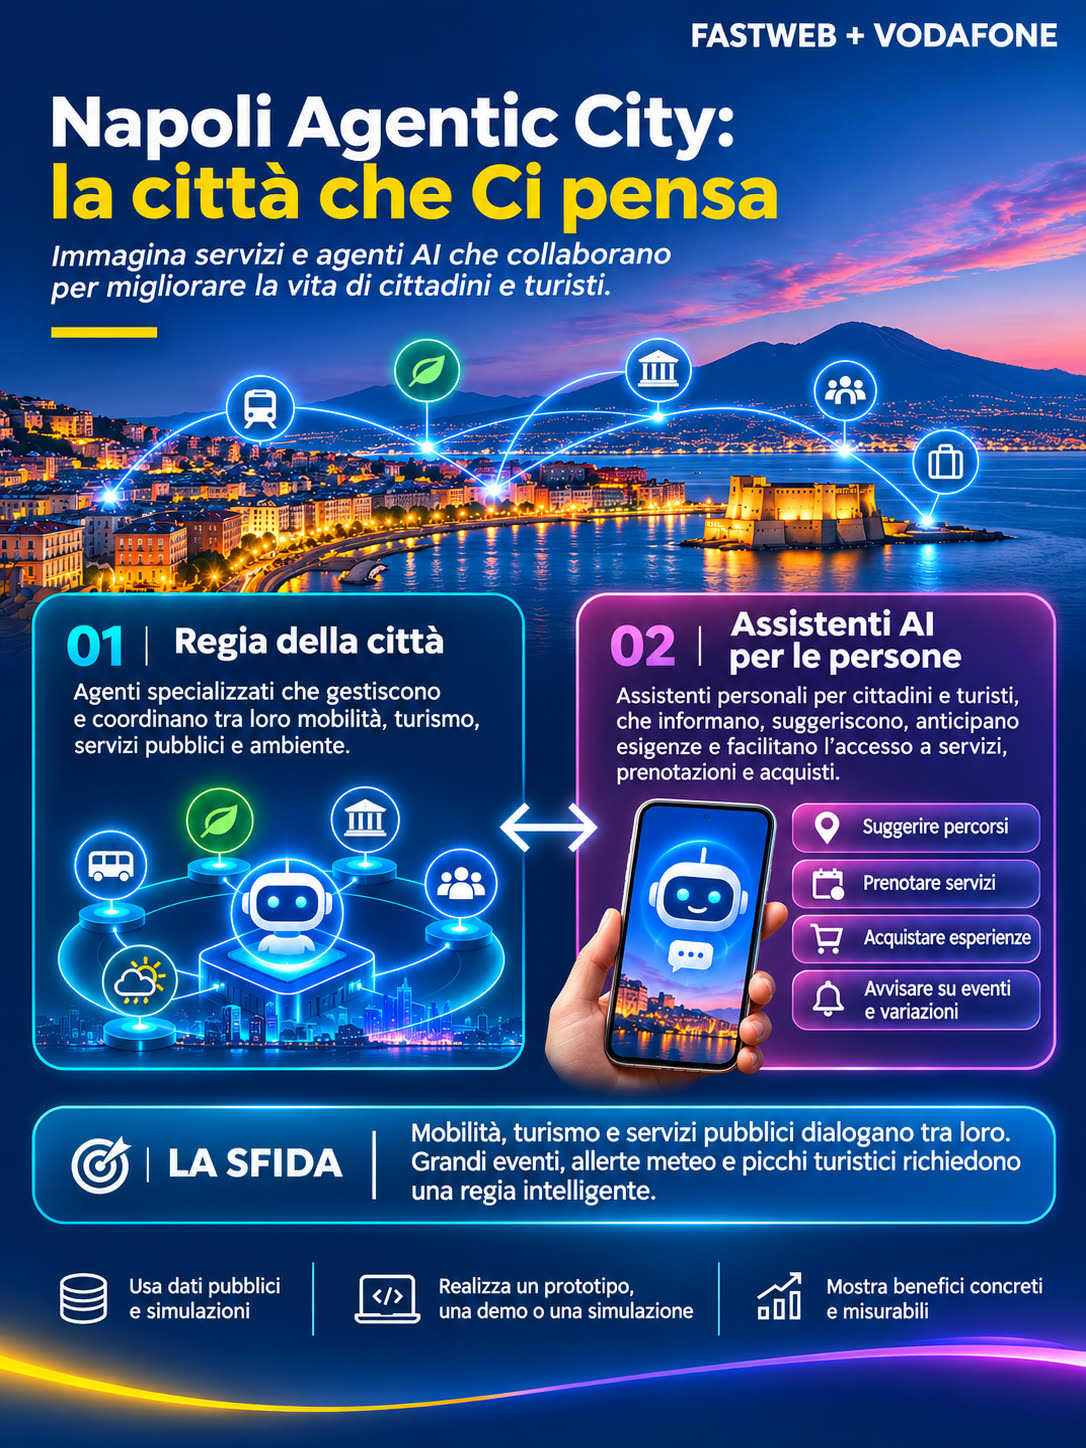 FASTWEB + VODAFONE
Napoli Agentic City:
la città che Ci pensa
Immagina servizi e agenti AI che collaborano
per migliorare la vita di cittadini e turisti.
01
Regia della città
Agenti specializzati che gestiscono
e coordinano tra loro mobilità, turismo,
servizi pubblici e ambiente.
02
Assistenti AI
per le persone
Assistenti personali per cittadini e turisti,
che informano, suggeriscono, anticipano
esigenze e facilitano l'accesso a servizi,
prenotazioni e acquisti.
Suggerire percorsi
Prenotare servizi
Acquistare esperienze
Avvisare su eventi
e variazioni
LA SFIDA
Mobilità, turismo e servizi pubblici dialogano tra loro.
Grandi eventi, allerte meteo e picchi turistici richiedono
una regia intelligente.
Usa dati pubblici
e simulazioni
Realizza un prototipo,
una demo o una simulazione
Mostra benefici concreti
e misurabili